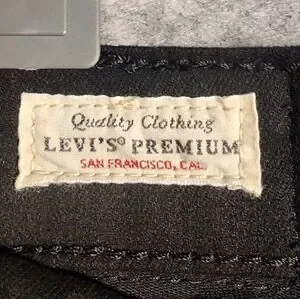 Quality Clothing
LEVI'S® PREMIUM
SAN FRANCISCO, CAL.